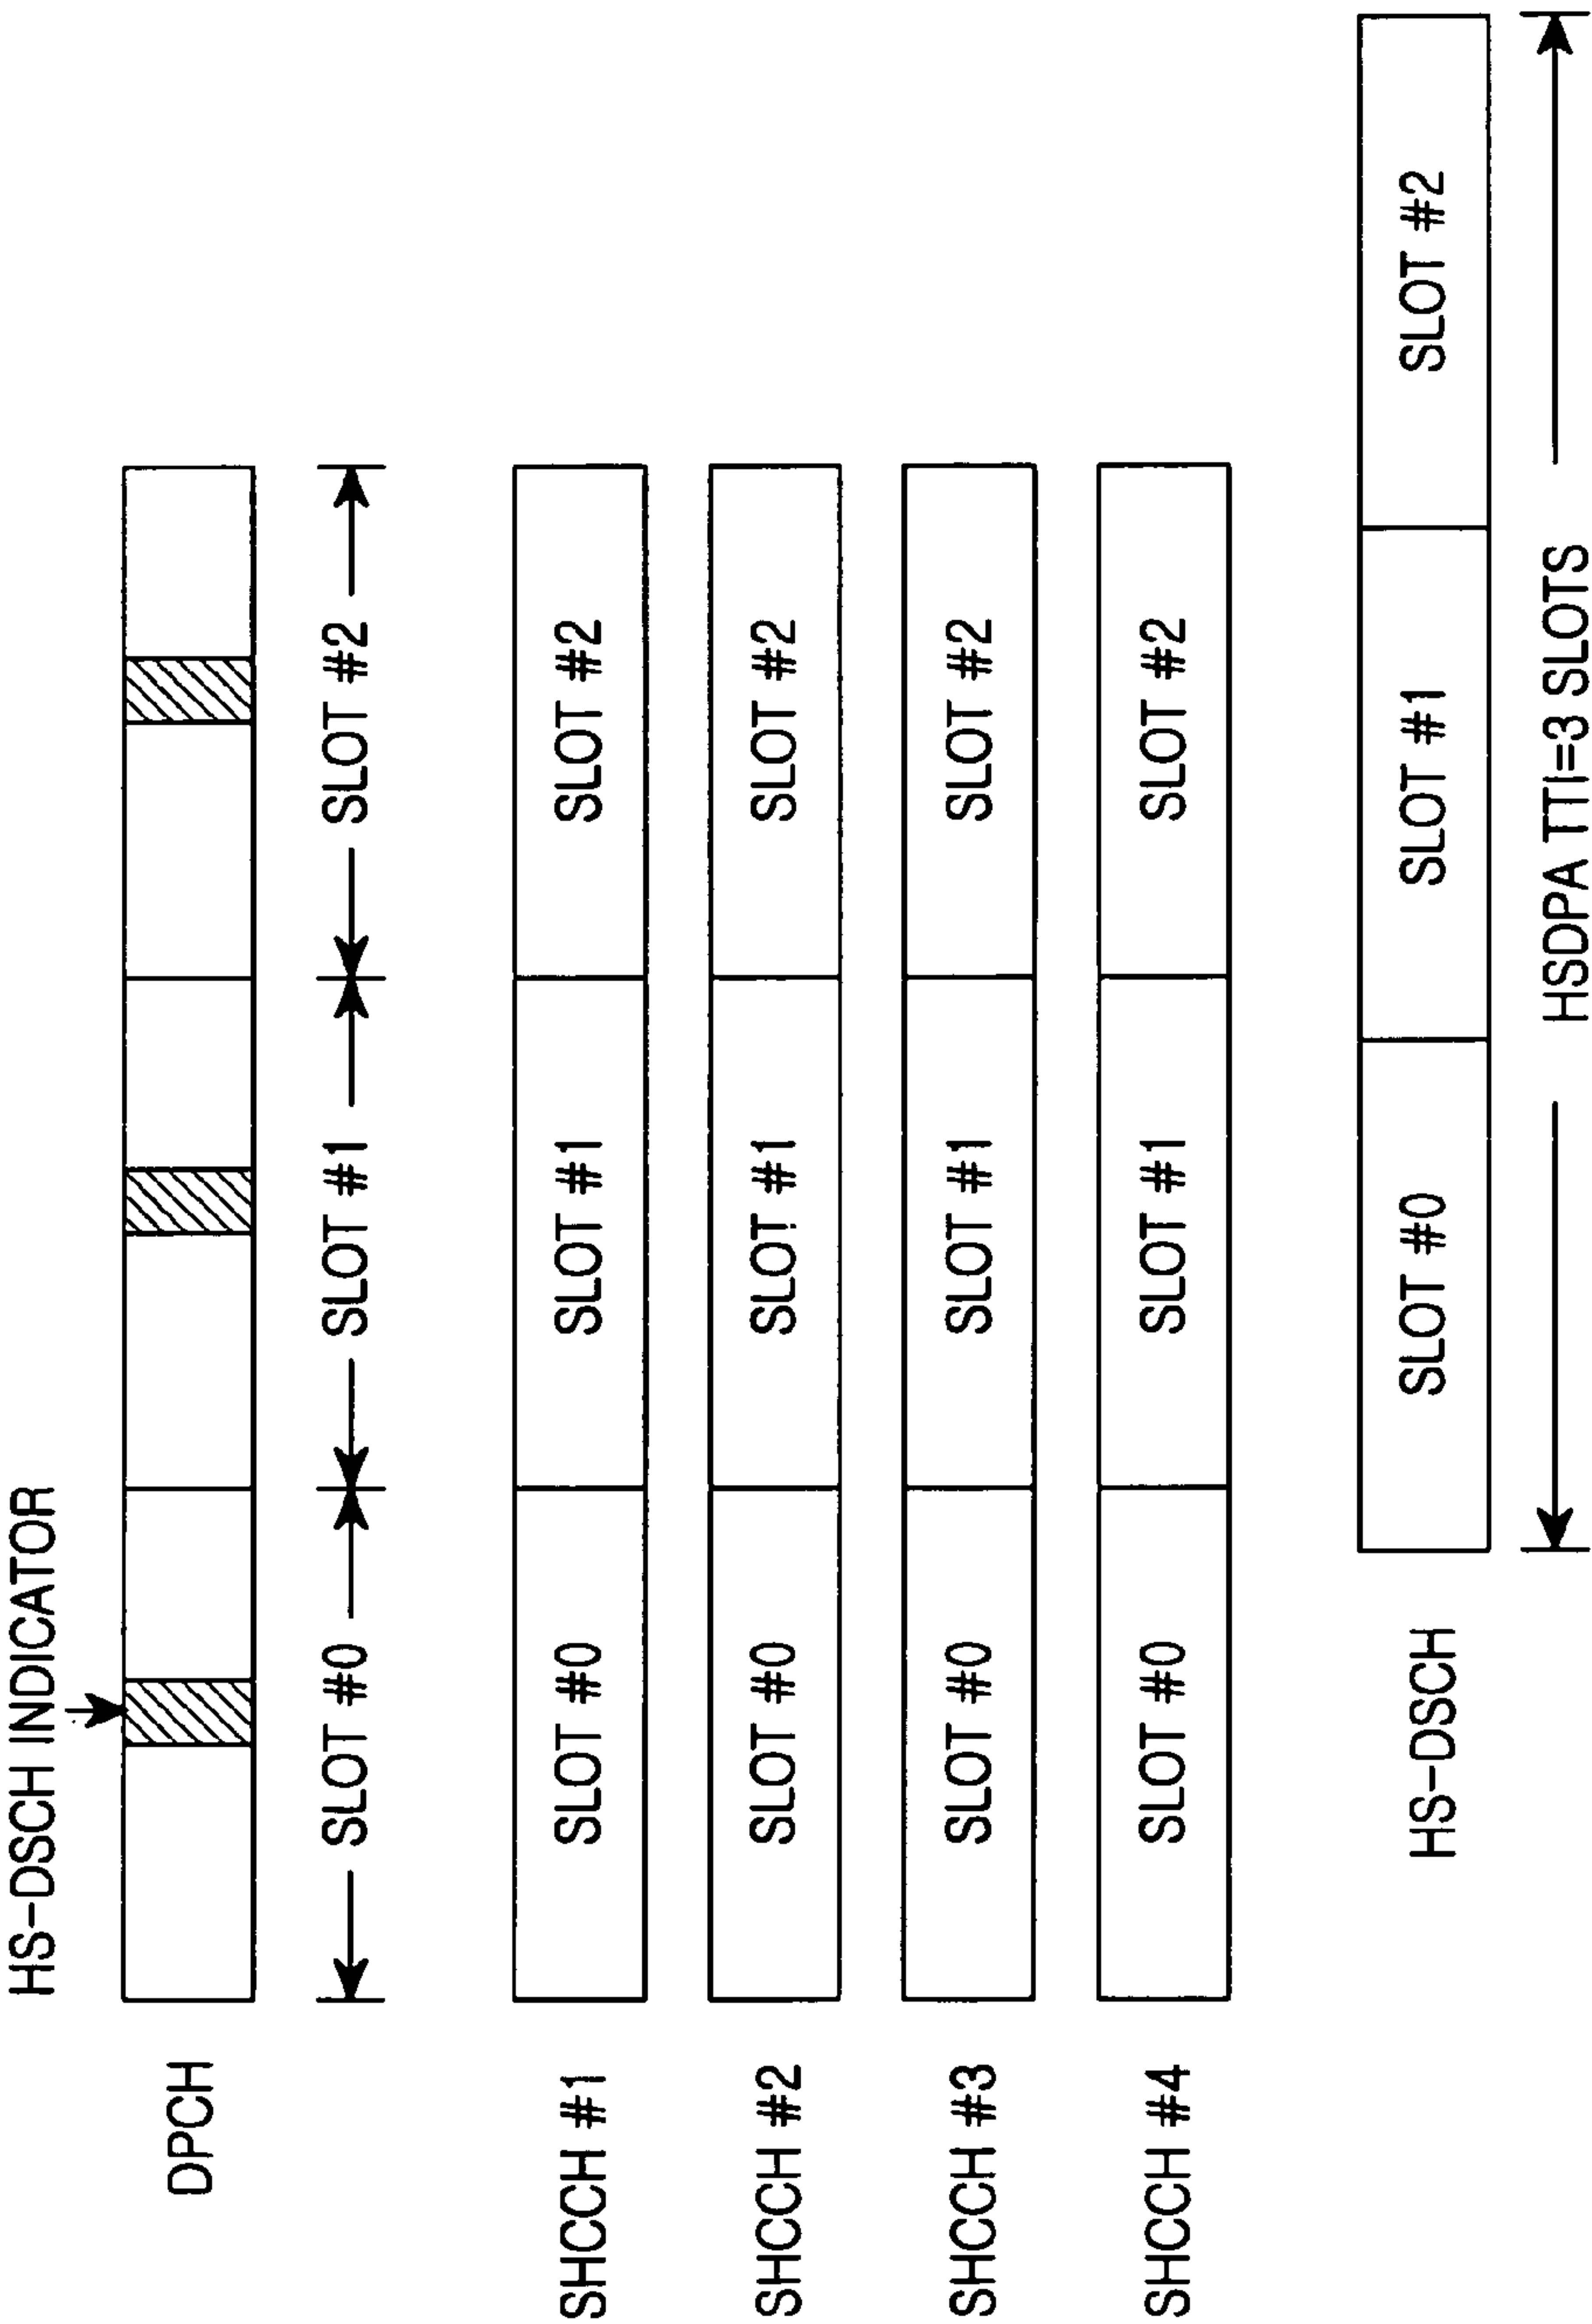 HS-DSCH INDICATOR
DPCH
SLOT #0
SLOT #1
SLOT #2
SHCCH #1
SLOT #0
SLOT #1
SLOT #2
SHCCH #2
SLOT #0
SLOT #1
SLOT #2
SHCCH #3
SLOT #0
SLOT #1
SLOT #2
SHCCH #4
SLOT #0
SLOT #1
SLOT #2
HS-DSCH
SLOT #0
SLOT #1
SLOT #2
HSDPA TTI=3 SLOTS